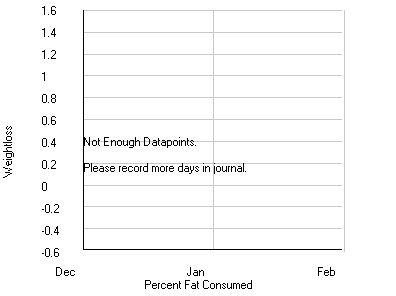 1.6
1.4
1.2
1
0.8
0.6
0.4
0.2
0
-0.2
-0.4
-0.6
Weightloss
Not Enough Datapoints.
Please record more days in journal.
Dec Jan Feb
Percent Fat Consumed